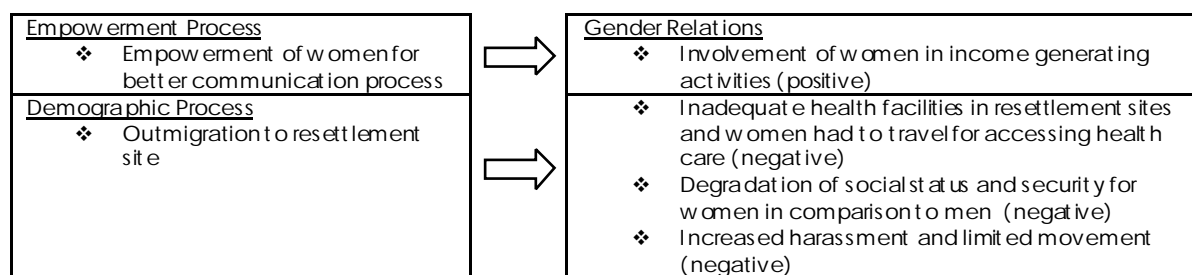 Empowerment Process
❖ Empowerment of women for
better communication process
Demographic Process
❖ Outmigration to resettlement
site
Gender Relations
❖ Involvement of women in income generating
activities (positive)
❖ Inadequate health facilities in resettlement sites
and women had to travel for accessing health
care (negative)
❖ Degradation of social status and security for
women in comparison to men (negative)
❖ Increased harassment and limited movement
(negative)